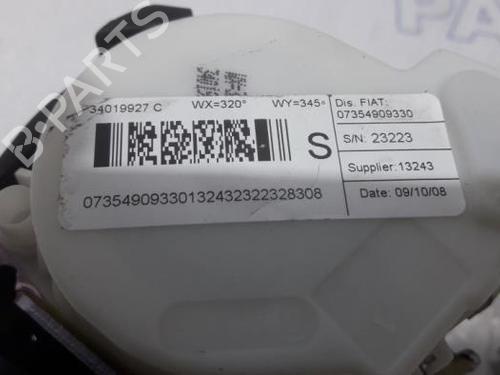 34019927 C WX=320° WY=345°
Dis. FIAT:
07354909330
S/N: 23223
S
Supplier:13243
Date: 09/10/08
07354909330132432322328308
B-PARTS